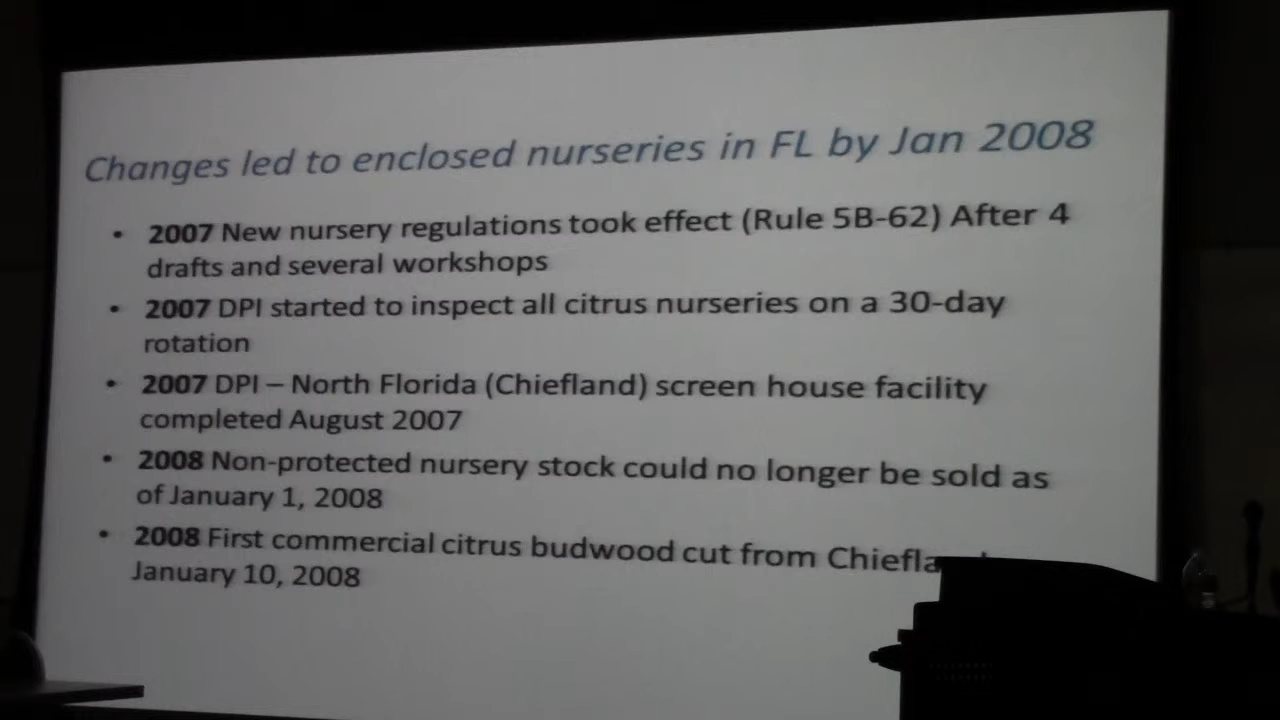 Changes led to enclosed nurseries in FL by Jan 2008
• 2007 New nursery regulations took effect (Rule 5B-62) After 4
drafts and several workshops
• 2007 DPI started to inspect all citrus nurseries on a 30-day
rotation
• 2007 DPI – North Florida (Chiefland) screen house facility
completed August 2007
• 2008 Non-protected nursery stock could no longer be sold as
of January 1, 2008
• 2008 First commercial citrus budwood cut from
January 10, 2008